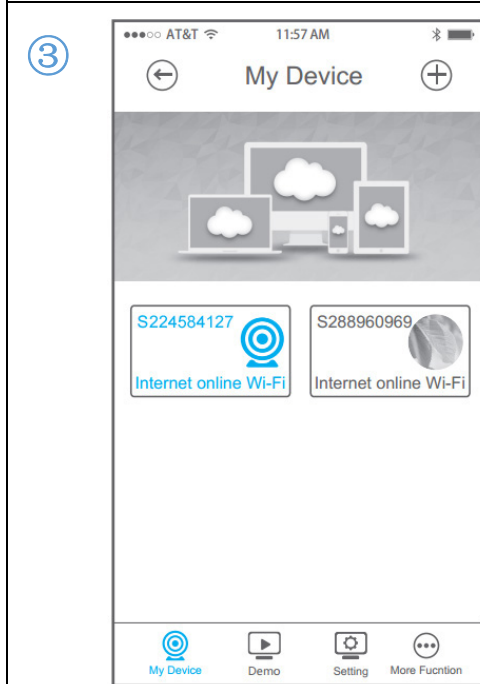 ③
AT&T 11:57 AM
My Device
S224584127 S288960969
Internet online Wi-Fi Internet online Wi-Fi
My Device Demo Setting More Fucntion